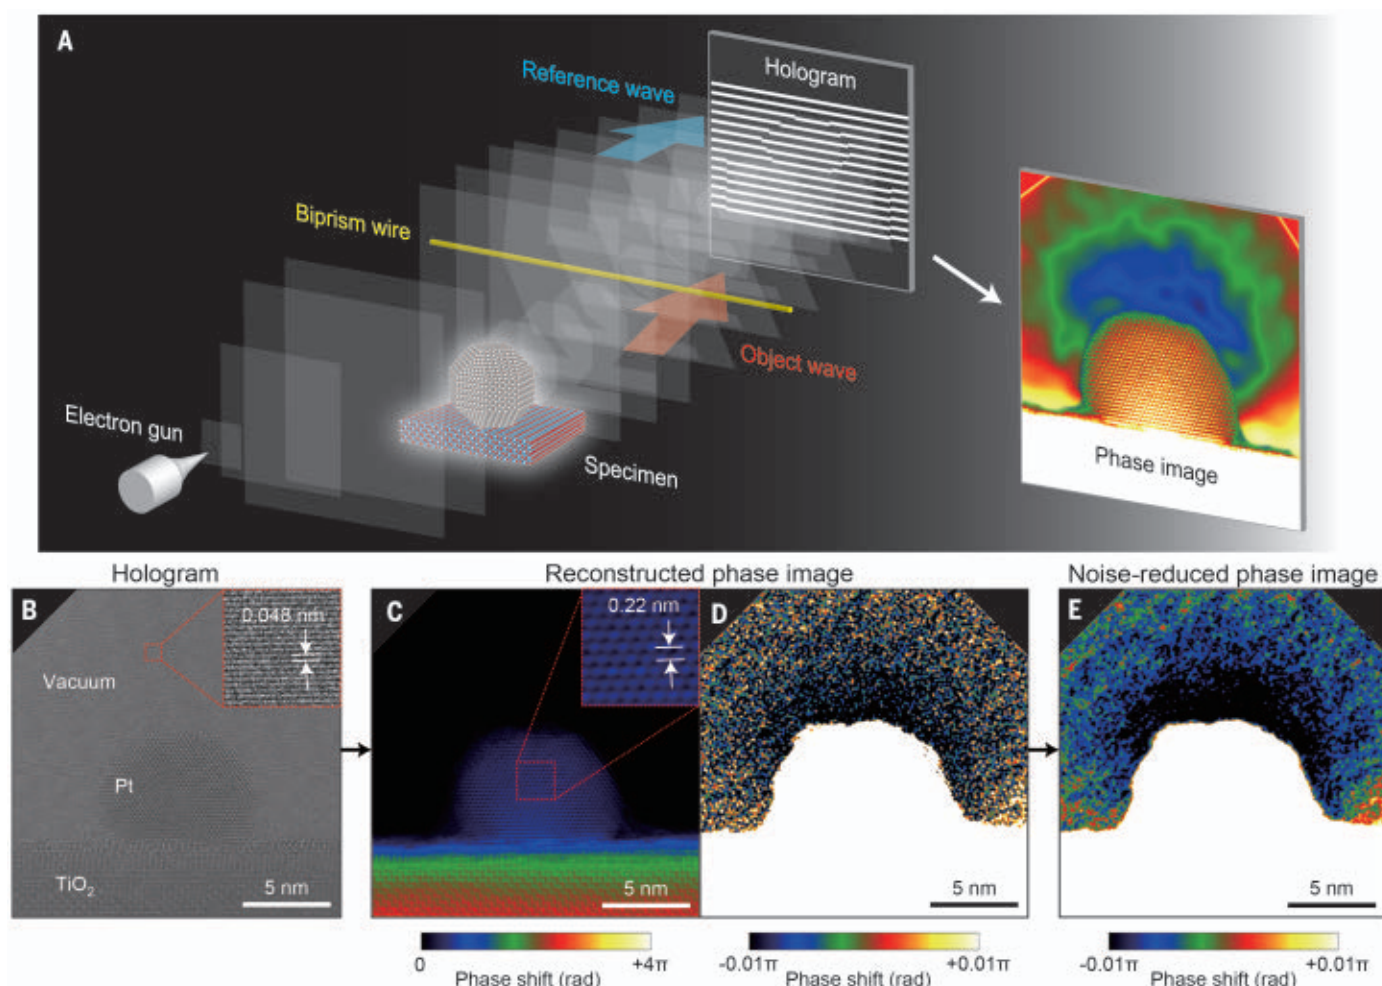 A
Reference wave
Hologram
Biprism wire
Object wave
Electron gun
Specimen
Phase image
Hologram
Reconstructed phase image
Noise-reduced phase image
B
0.048 nm
Vacuum
Pt
TiO₂
5 nm
C
0.22 nm
5 nm
D
5 nm
E
5 nm
0
+4π
Phase shift (rad)
-0.01π
+0.01π
Phase shift (rad)
-0.01π
+0.01π
Phase shift (rad)